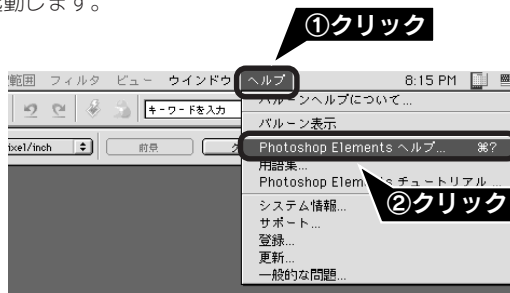 起動します。
①クリック
範囲 フィルタ ビュー ウインドウ ヘルプ 8:15 PM
キーワードを入力
バルーンヘルプについて...
バルーン表示
ixel/inch 前景
Photoshop Elements ヘルプ... ⌘?
用語集...
Photoshop Elements チュートリアル...
②クリック
システム情報...
サポート...
登録...
更新...
一般的な問題...